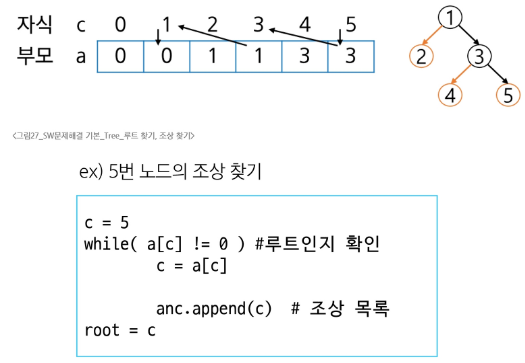 자식 c 0 1 2 3 4 5
부모 a 0 0 1 1 3 3
1
2 3
4 5
<그림27_SW문제해결 기본_Tree_루트 찾기, 조상 찾기>
ex) 5번 노드의 조상 찾기
c = 5
while( a[c] != 0 ) #루트인지 확인
c = a[c]
anc.append(c) # 조상 목록
root = c